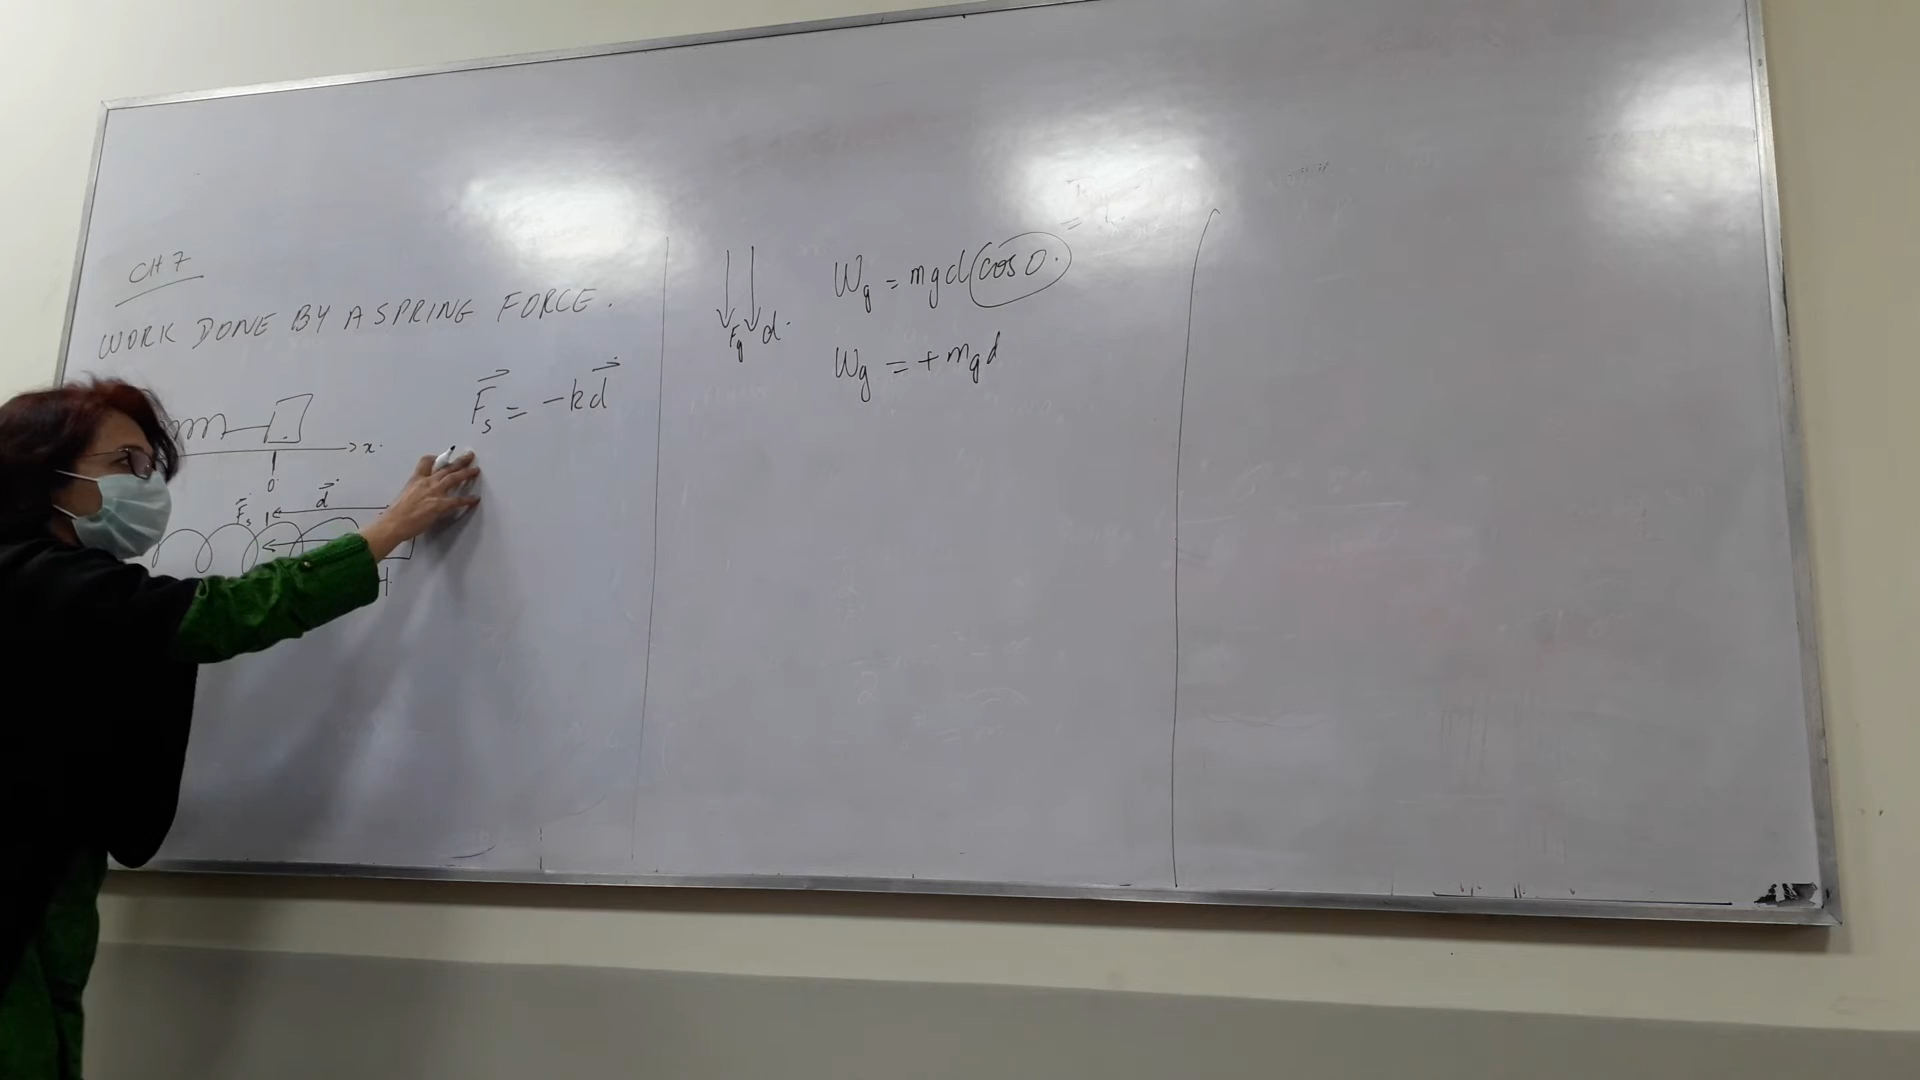 CH 7
WORK DONE BY A SPRING FORCE.
F⃗s = -kd⃗
x
0
F⃗s d⃗
Fg d.
Wg = mgd cos 0.
Wg = +mgd